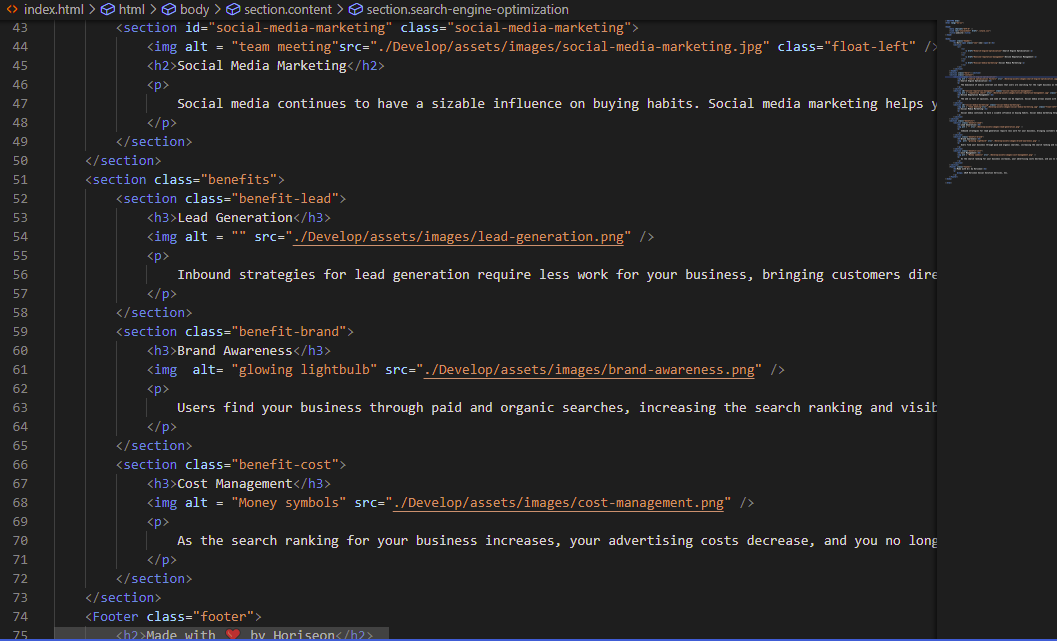 index.html > html > body > section.content > section.search-engine-optimization
43 <section id="social-media-marketing" class="social-media-marketing">
44 <img alt = "team meeting"src="./Develop/assets/images/social-media-marketing.jpg" class="float-left" />
45 <h2>Social Media Marketing</h2>
46 <p>
47 Social media continues to have a sizable influence on buying habits. Social media marketing helps y
48 </p>
49 </section>
50 </section>
51 <section class="benefits">
52 <section class="benefit-lead">
53 <h3>Lead Generation</h3>
54 <img alt = "" src="./Develop/assets/images/lead-generation.png" />
55 <p>
56 Inbound strategies for lead generation require less work for your business, bringing customers dire
57 </p>
58 </section>
59 <section class="benefit-brand">
60 <h3>Brand Awareness</h3>
61 <img  alt= "glowing lightbulb" src="./Develop/assets/images/brand-awareness.png" />
62 <p>
63 Users find your business through paid and organic searches, increasing the search ranking and visib
64 </p>
65 </section>
66 <section class="benefit-cost">
67 <h3>Cost Management</h3>
68 <img alt = "Money symbols" src="./Develop/assets/images/cost-management.png" />
69 <p>
70 As the search ranking for your business increases, your advertising costs decrease, and you no long
71 </p>
72 </section>
73 </section>
74 <Footer class="footer">
75 <h2>Made with ❤️ by Horiseon</h2>